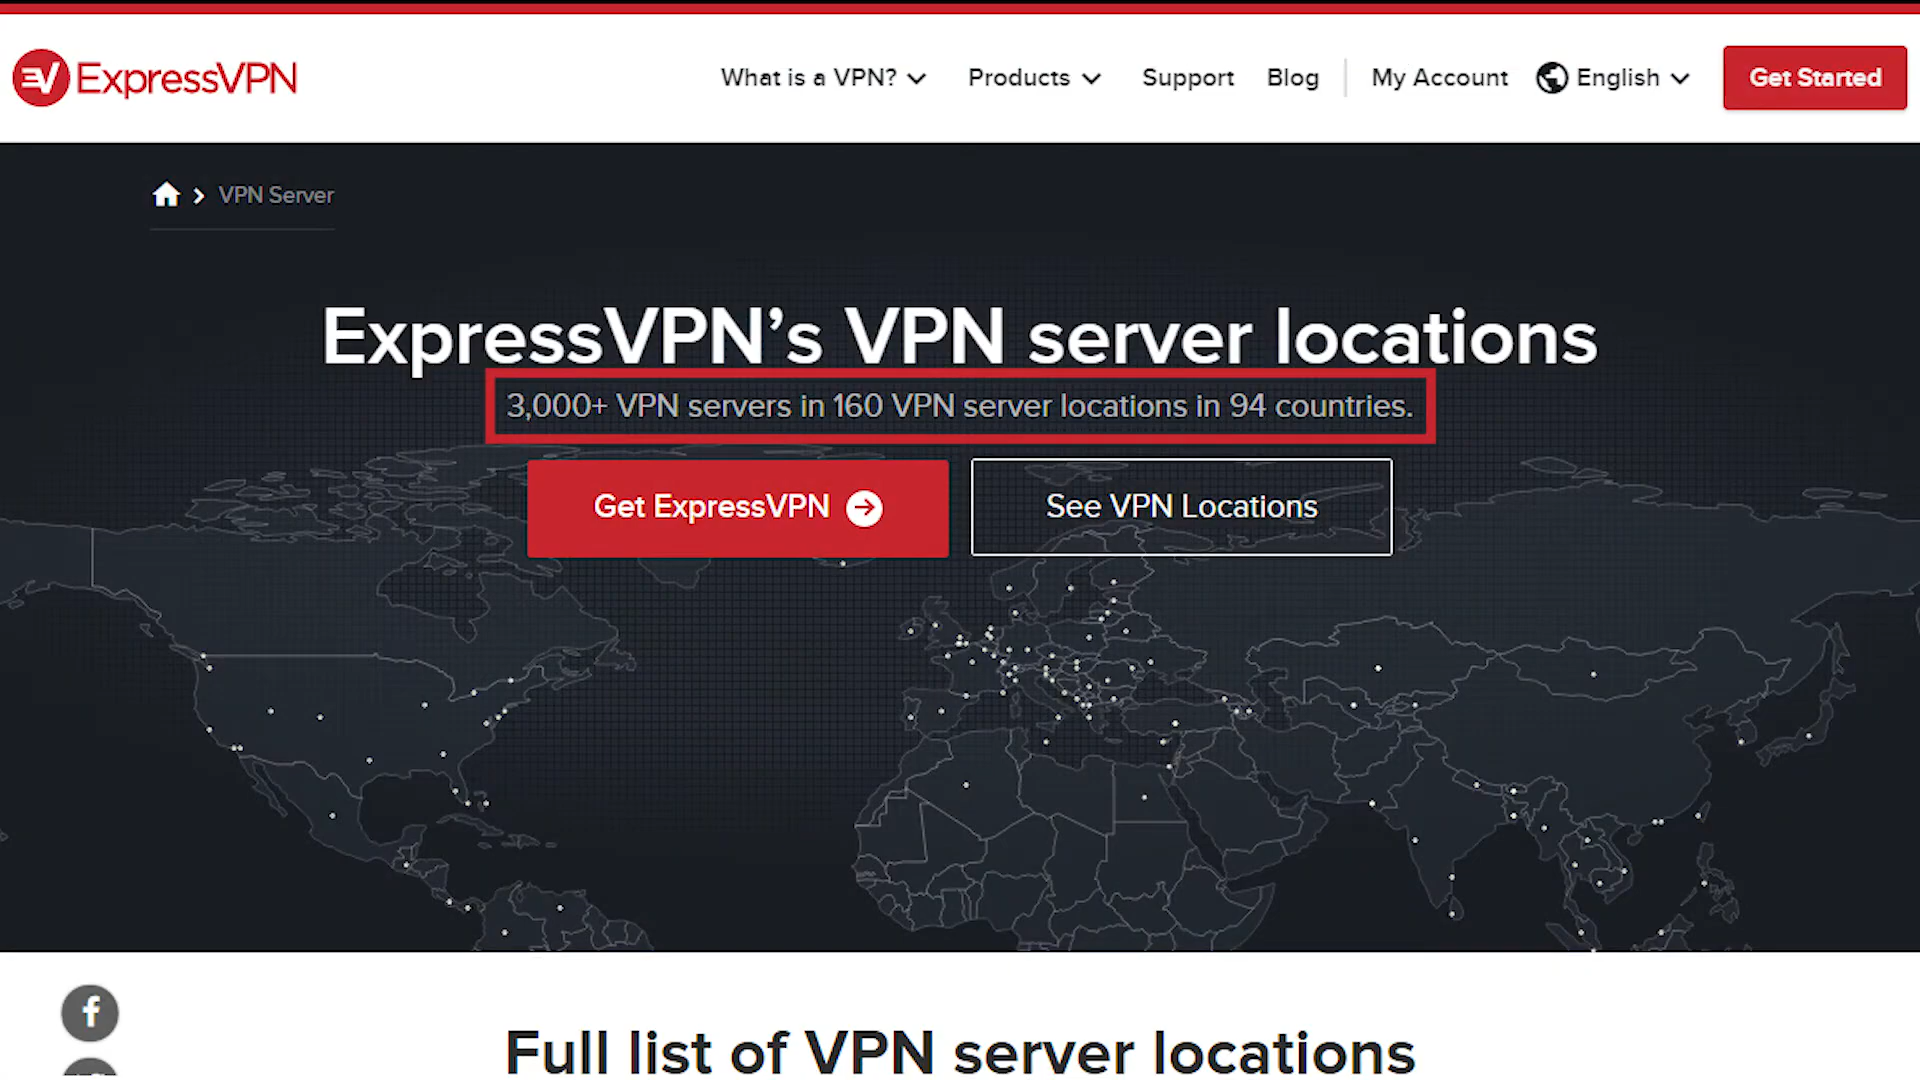 ExpressVPN
What is a VPN?
Products
Support
Blog
My Account
English
Get Started
VPN Server
ExpressVPN’s VPN server locations
3,000+ VPN servers in 160 VPN server locations in 94 countries.
Get ExpressVPN
See VPN Locations
Full list of VPN server locations